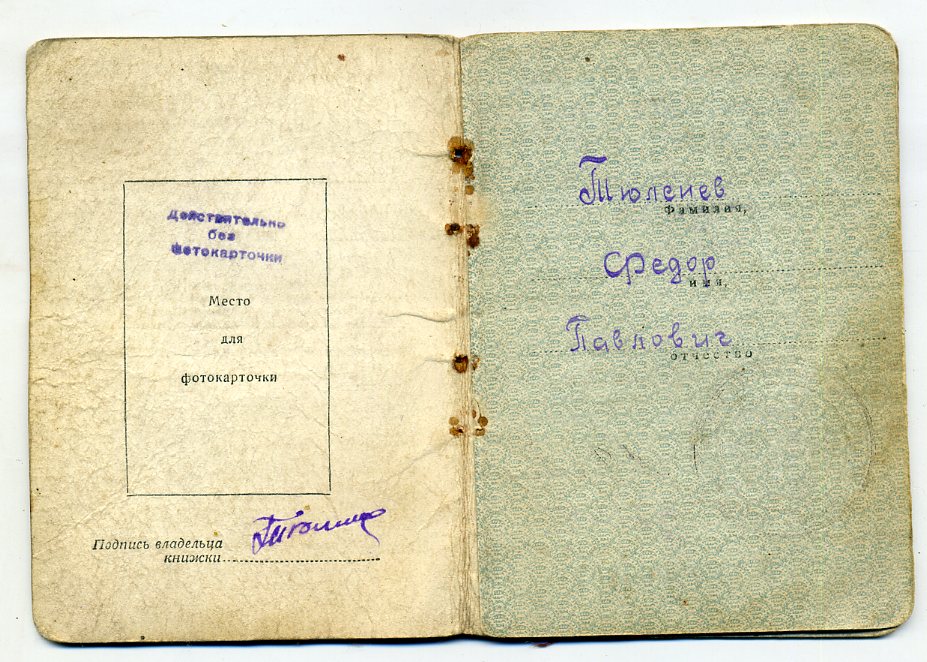 Действительно
без
фотокарточки
Место
для
фотокарточки
Подпись владельца
книжки
Тюленев
фамилия,
Федор
имя,
Павлович
отчество